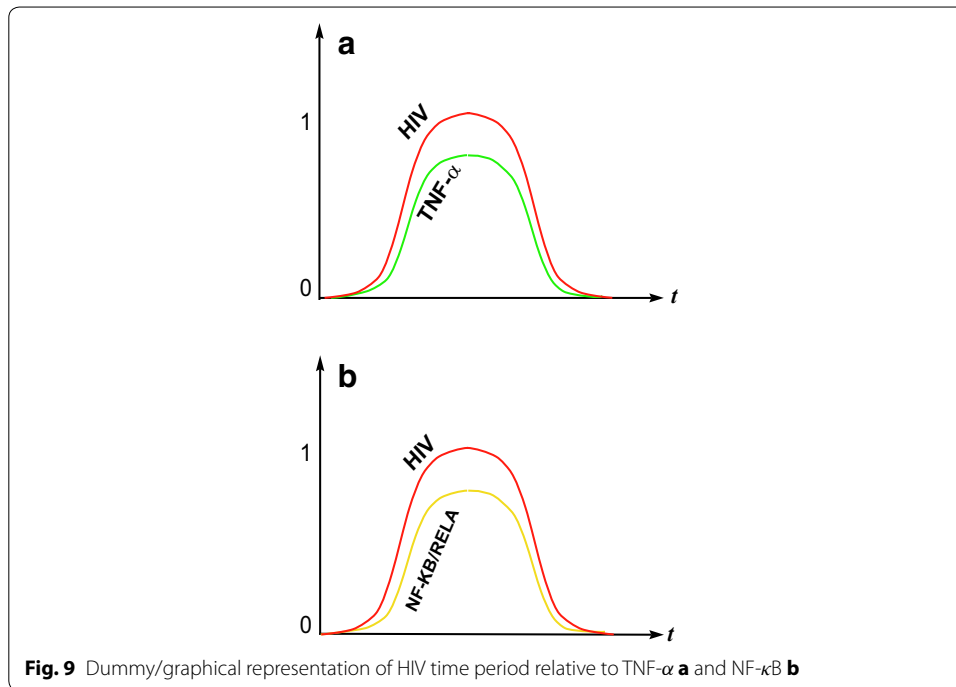 a
1
HIV
TNF-α
0
t
b
1
HIV
NF-KB/RELA
0
t
Fig. 9 Dummy/graphical representation of HIV time period relative to TNF-α a and NF-κB b